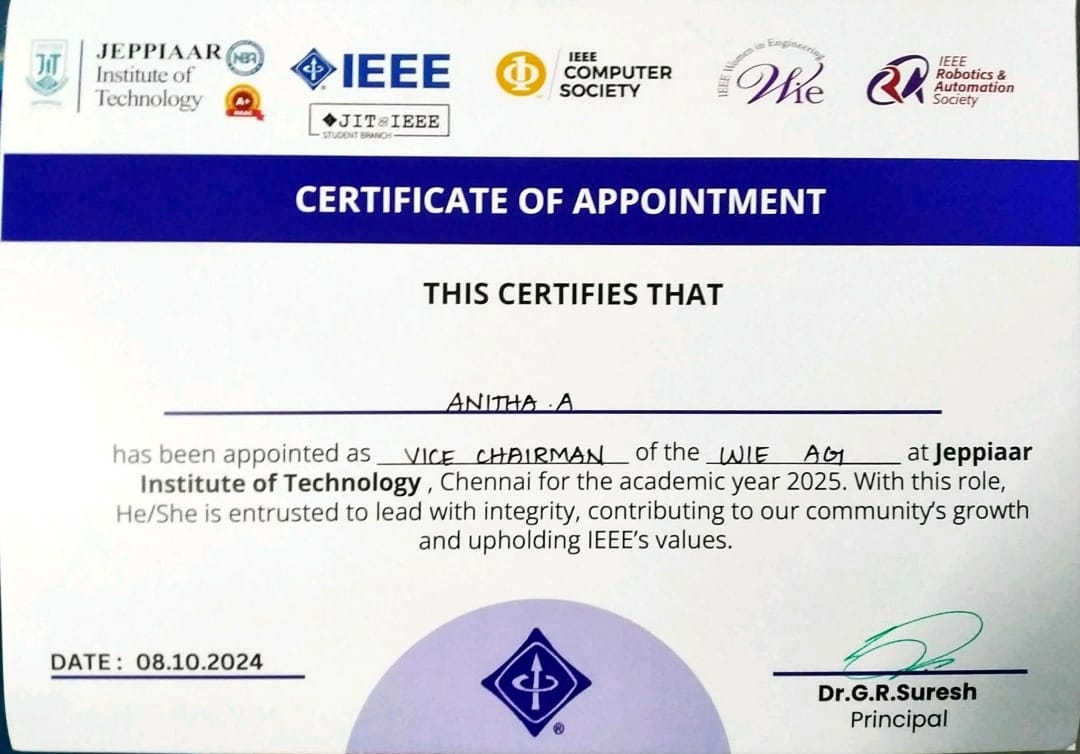 JiT
JEPPIAAR
Institute of
Technology
NBA
A+
NAAC
IEEE
JIT IEEE
STUDENT BRANCH
IEEE
COMPUTER
SOCIETY
IEEE Women in Engineering
Wie
IEEE
Robotics &
Automation
Society
CERTIFICATE OF APPOINTMENT
THIS CERTIFIES THAT
ANITHA . A
has been appointed as VICE CHAIRMAN of the WIE AG at Jeppiaar
Institute of Technology , Chennai for the academic year 2025. With this role,
He/She is entrusted to lead with integrity, contributing to our community's growth
and upholding IEEE's values.
DATE : 08.10.2024
Dr.G.R.Suresh
Principal